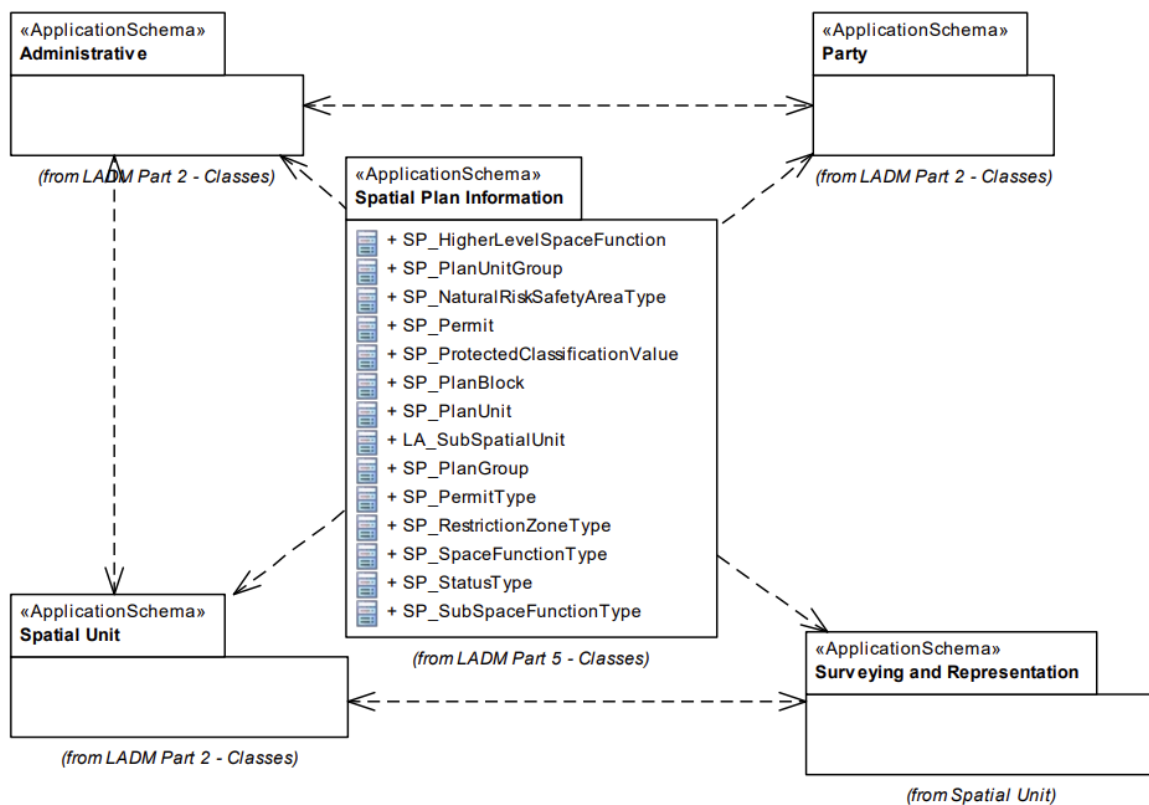 «ApplicationSchema»
Administrative
(from LADM Part 2 - Classes)
«ApplicationSchema»
Party
(from LADM Part 2 - Classes)
«ApplicationSchema»
Spatial Plan Information
+ SP_HigherLevelSpaceFunction
+ SP_PlanUnitGroup
+ SP_NaturalRiskSafetyAreaType
+ SP_Permit
+ SP_ProtectedClassificationValue
+ SP_PlanBlock
+ SP_PlanUnit
+ LA_SubSpatialUnit
+ SP_PlanGroup
+ SP_PermitType
+ SP_RestrictionZoneType
+ SP_SpaceFunctionType
+ SP_StatusType
+ SP_SubSpaceFunctionType
(from LADM Part 5 - Classes)
«ApplicationSchema»
Spatial Unit
(from LADM Part 2 - Classes)
«ApplicationSchema»
Surveying and Representation
(from Spatial Unit)